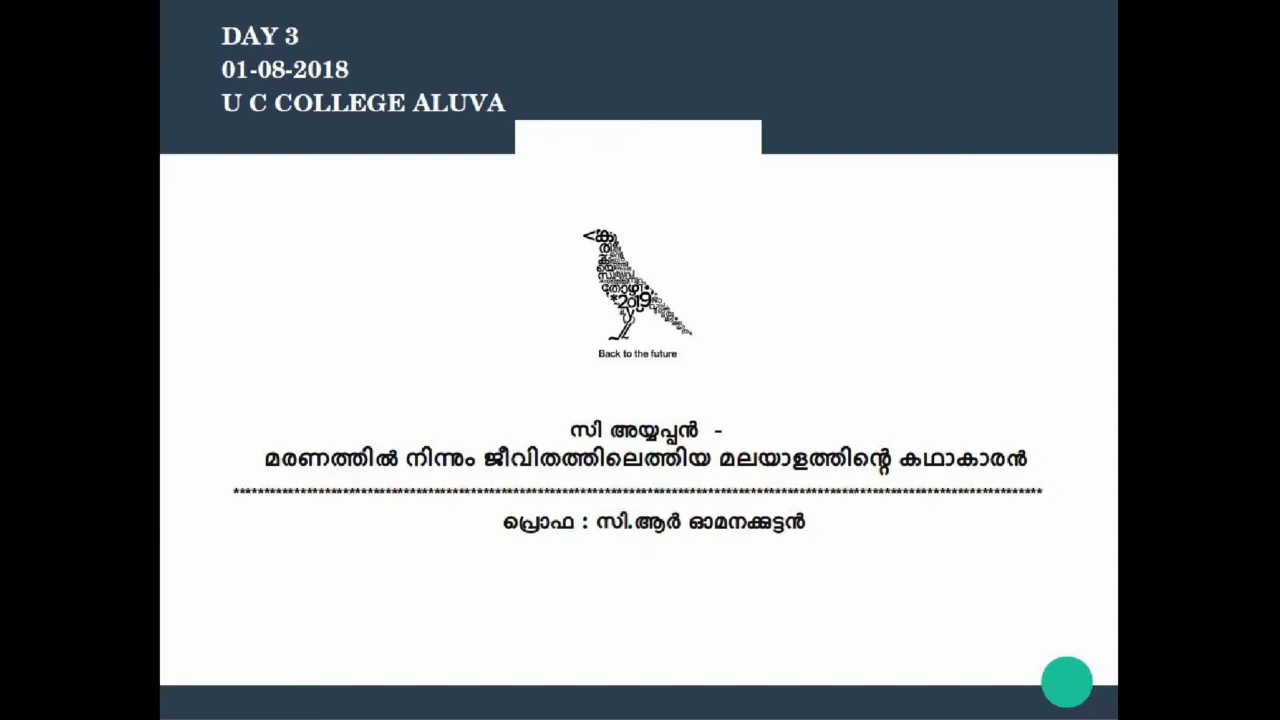 DAY 3
01-08-2018
U C COLLEGE ALUVA
തോഴി
*2019
Back to the future
സി അയ്യപ്പൻ -
മരണത്തിൽ നിന്നും ജീവിതത്തിലെത്തിയ മലയാളത്തിന്റെ കഥാകാരൻ
പ്രൊഫ : സി.ആർ ഓമനക്കുട്ടൻ